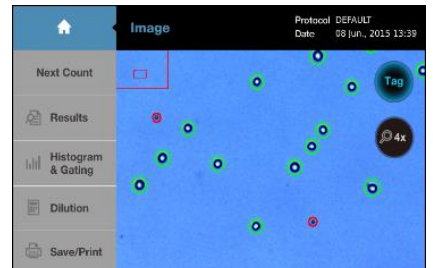 Image
Protocol DEFAULT
Date 08 Jun., 2015 13:39
Next Count
Results
Histogram
& Gating
Dilution
Save/Print
Tag
4x